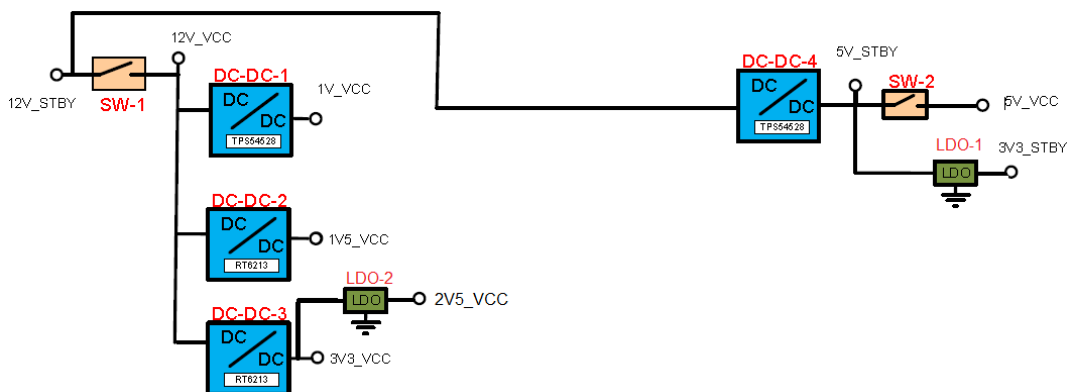 12V_VCC
12V_STBY
SW-1
DC-DC-1
DC
DC
TPS54528
1V_VCC
DC-DC-4
DC
DC
TPS54528
5V_STBY
SW-2
5V_VCC
LDO-1
LDO
3V3_STBY
DC-DC-2
DC
DC
RT6213
1V5_VCC
LDO-2
LDO
2V5_VCC
DC-DC-3
DC
DC
RT6213
3V3_VCC